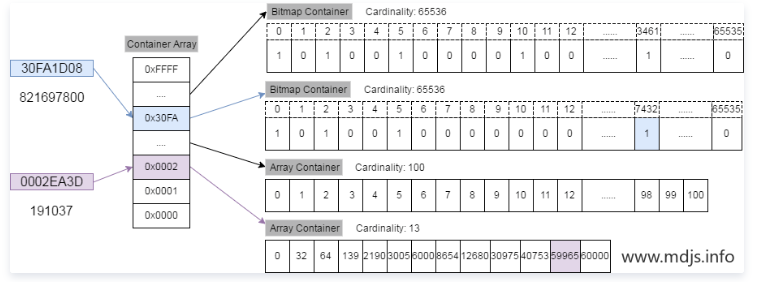 Bitmap Container Cardinality: 65536
0 1 2 3 4 5 6 7 8 9 10 11 12 ...... 3461 ...... 65535
1 0 1 0 0 1 0 0 0 0 1 0 0 ...... 1 ...... 0
Container Array
30FA1D08
821697800
0xFFFF
....
0x30FA
....
0x0002
0x0001
0x0000
0002EA3D
191037
Bitmap Container Cardinality: 65536
0 1 2 3 4 5 6 7 8 9 10 11 12 ...... 7432 ...... 65535
1 0 1 0 0 1 0 0 0 0 0 0 0 ...... 1 ...... 0
Array Container Cardinality: 100
0 1 2 3 4 5 6 7 8 9 10 11 12 ...... 98 99 100
Array Container Cardinality: 13
0 32 64 139 2190 3005 6000 8654 12680 30975 40753 59965 60000
www.mdjs.info